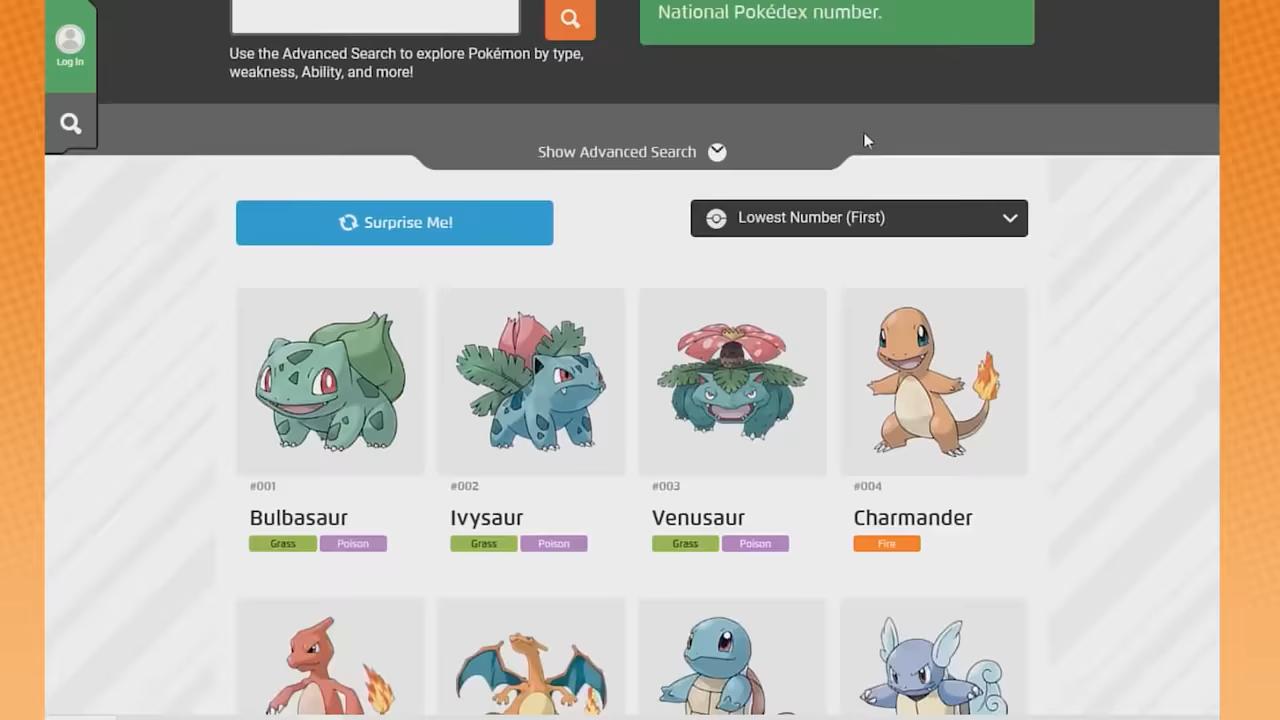 National Pokédex number.
Log In
Use the Advanced Search to explore Pokémon by type,
weakness, Ability, and more!
Show Advanced Search
Surprise Me!
Lowest Number (First)
#001
Bulbasaur
Grass
Poison
#002
Ivysaur
Grass
Poison
#003
Venusaur
Grass
Poison
#004
Charmander
Fire